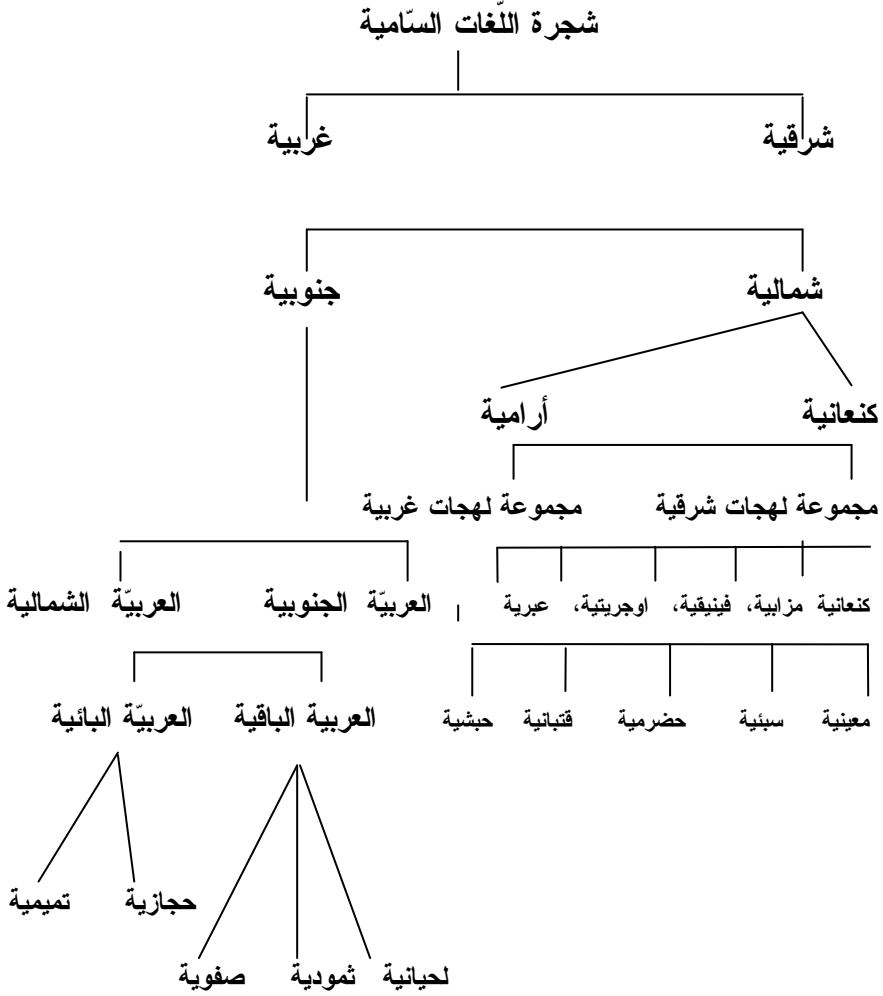 شجرة اللّغات السّامية
شرقية غربية
شمالية جنوبية
كنعانية أرامية
مجموعة لهجات شرقية مجموعة لهجات غربية
كنعانية مزابية، فينيقية، اوجريتية، عبرية
العربيّة الجنوبية العربيّة الشمالية
معينية سبئية حضرمية قتبانية حبشية
العربية الباقية العربيّة البائية
حجازية تميمية
لحيانية ثمودية صفوية